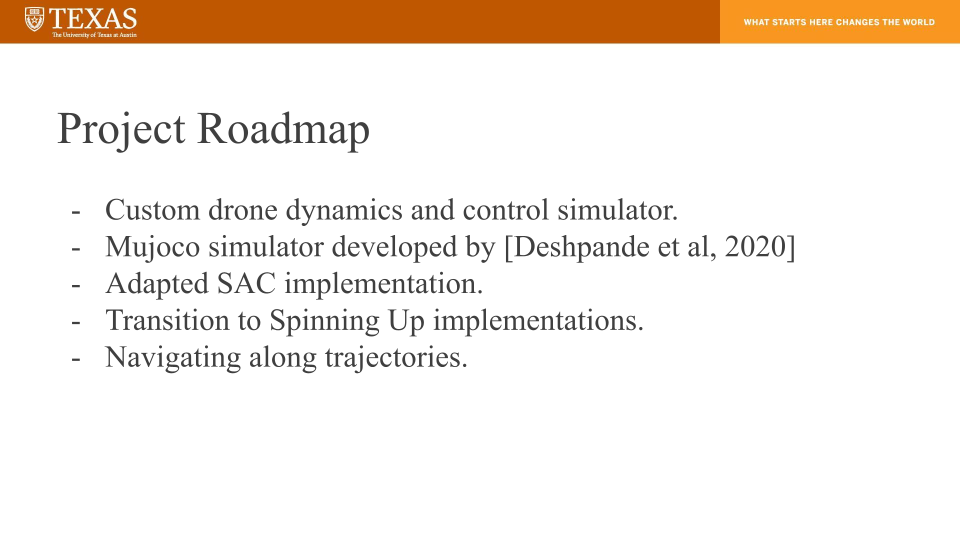 TEXAS
The University of Texas at Austin
WHAT STARTS HERE CHANGES THE WORLD
Project Roadmap
- Custom drone dynamics and control simulator.
- Mujoco simulator developed by [Deshpande et al, 2020]
- Adapted SAC implementation.
- Transition to Spinning Up implementations.
- Navigating along trajectories.